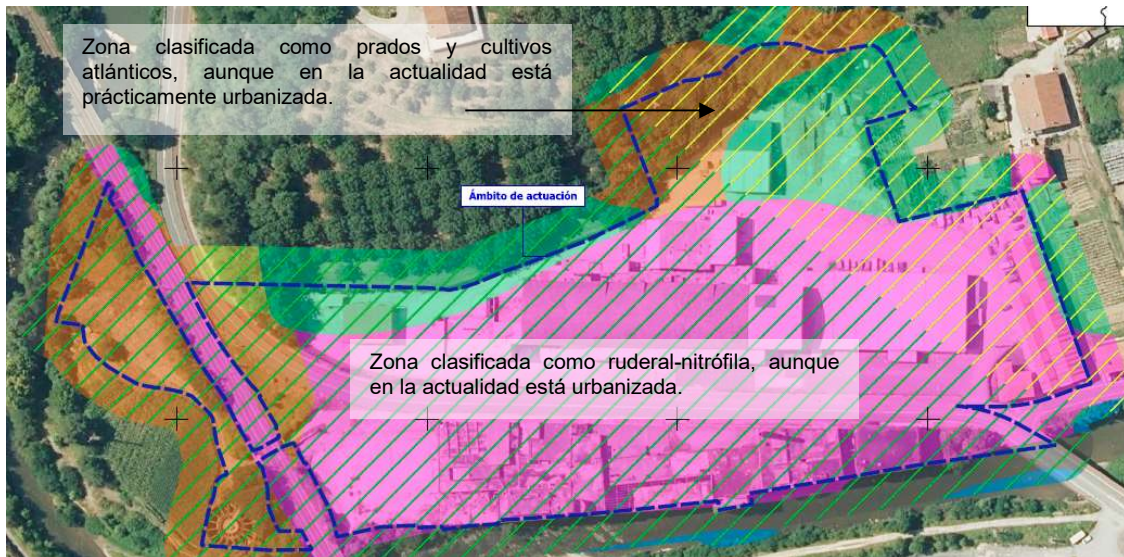 Zona clasificada como prados y cultivos
atlánticos, aunque en la actualidad está
prácticamente urbanizada.
Ámbito de actuación
Zona clasificada como ruderal-nitrófila, aunque
en la actualidad está urbanizada.